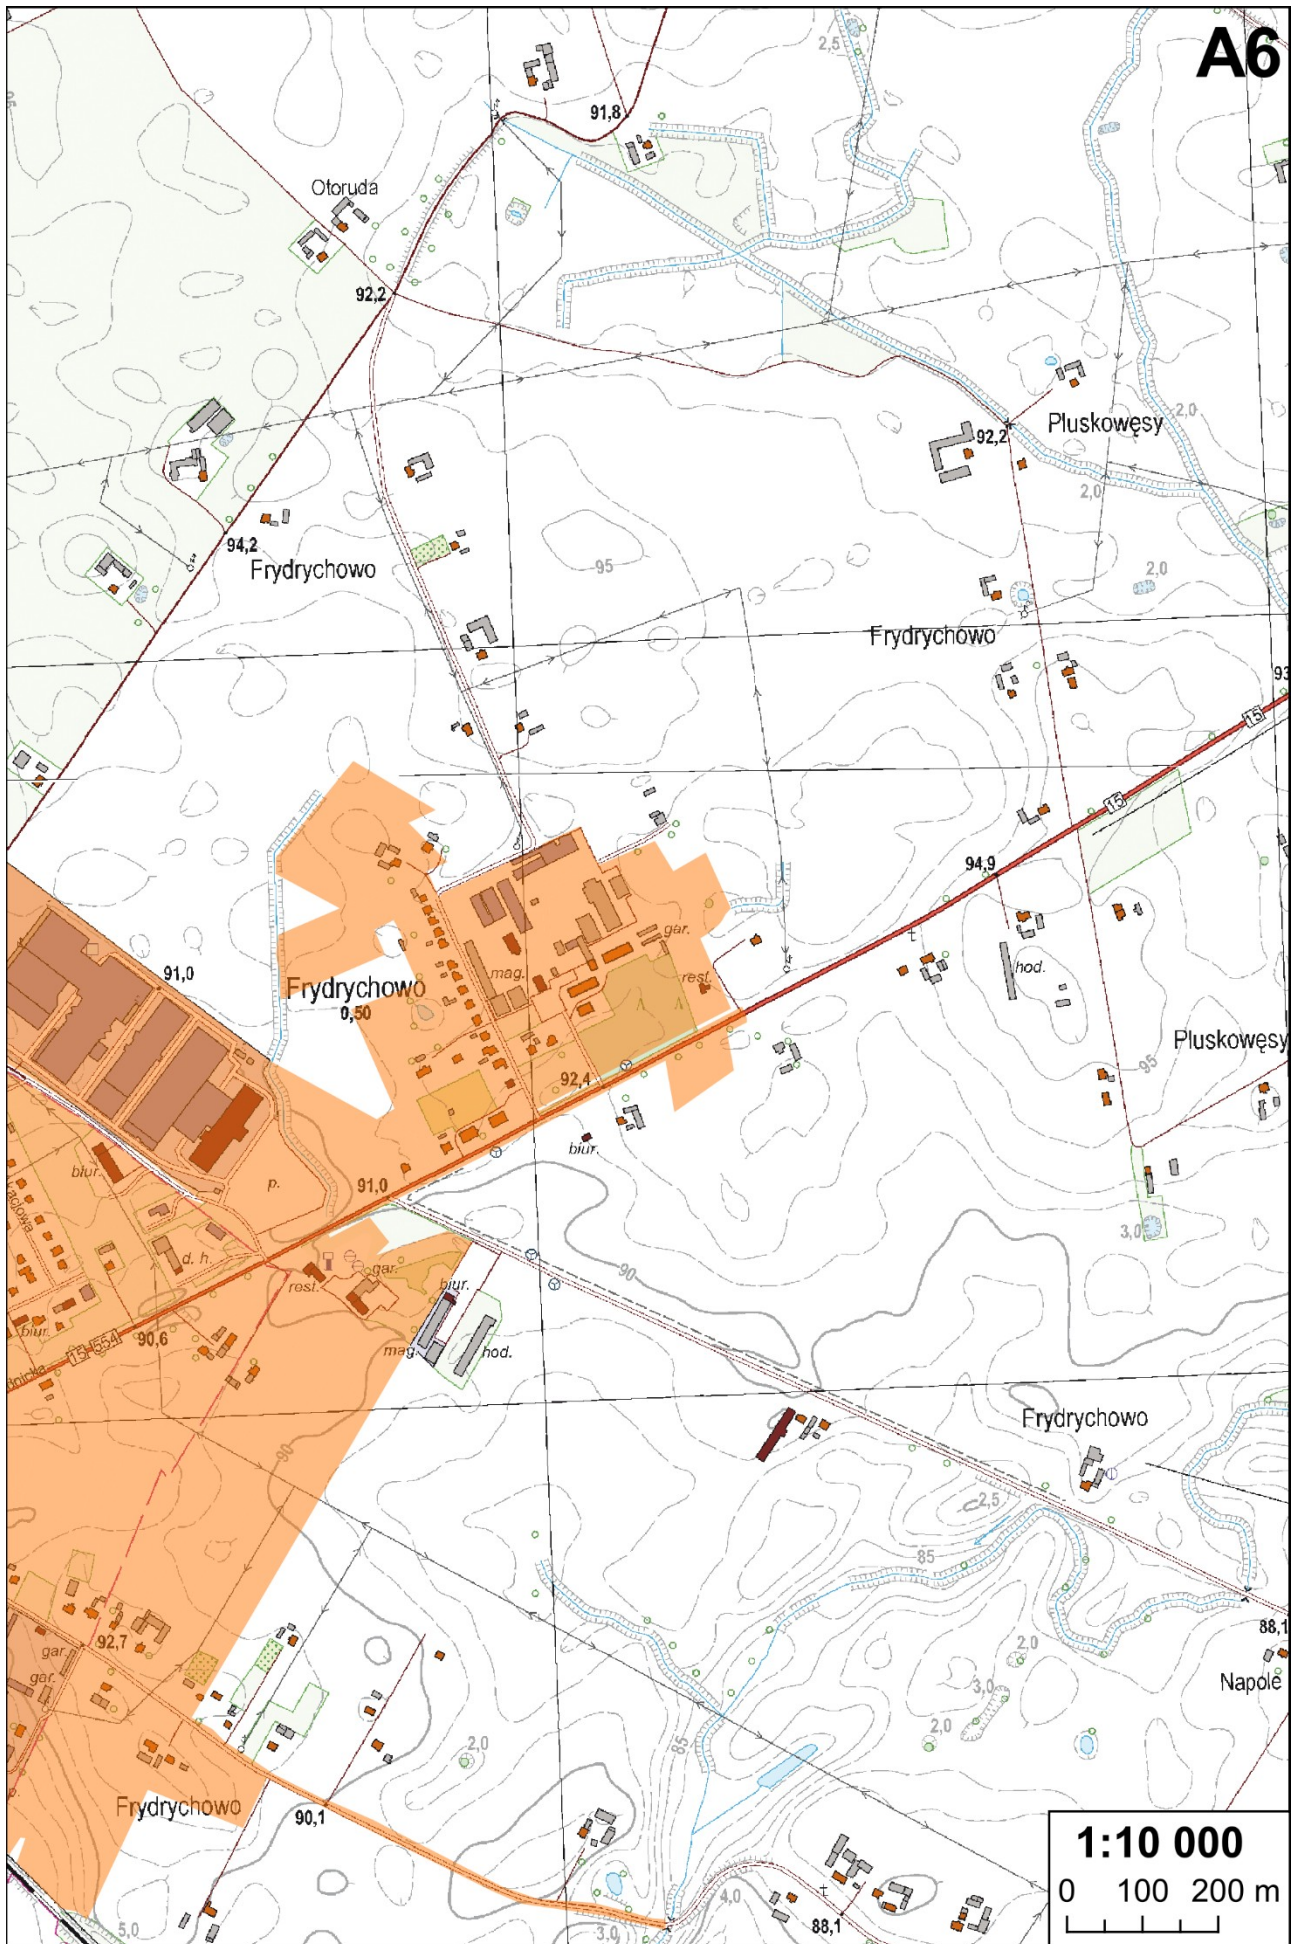 A6
2,5
91,8
Otoruda
92,2
2,0
Pluskowęsy
92,2
2,0
94,2
Frydrychowo
95
2,0
Frydrychowo
93
15
15
94,9
gar.
91,0
mag.
rest.
hod.
Frydrychowo
0,50
Pluskowęsy
92,4
95
biur.
biur.
91,0
p.
3,0
d. h.
90
rest.
gar.
biur.
biur.
90,6
15-554
mag.
hod.
dnicka
Frydrychowo
90
2,5
85
88,1
92,7
gar.
2,0
gar.
Napole
3,0
2,0
85
2,0
p.
Frydrychowo
90,1
1:10 000
0 100 200 m
4,0
88,1
5,0
3,0